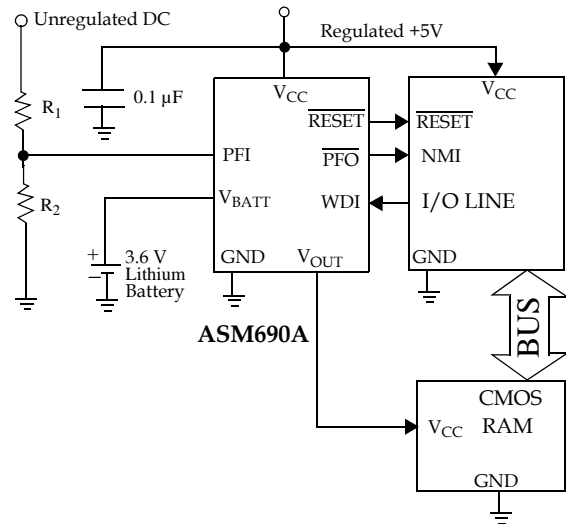 Unregulated DC
Regulated +5V
0.1 µF
R1
R2
VCC
RESET
PFI
PFO
VBATT
WDI
GND
VOUT
VCC
RESET
NMI
I/O LINE
GND
+
–
3.6 V
Lithium
Battery
ASM690A
BUS
CMOS
RAM
VCC
GND